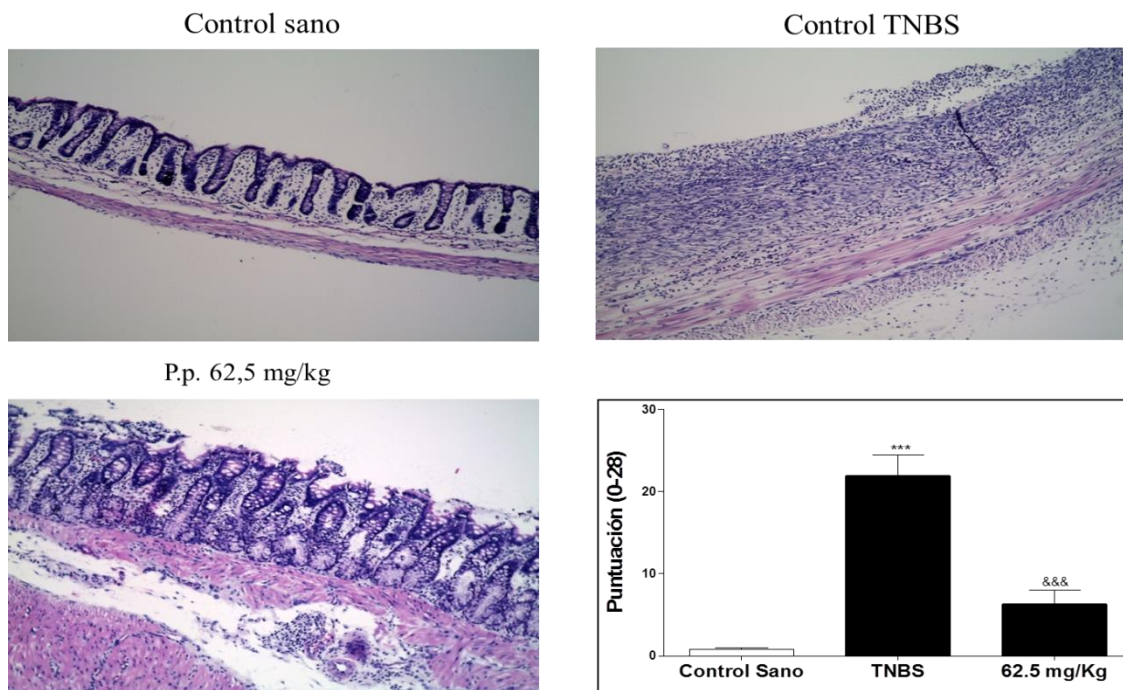 Control sano
Control TNBS
P.p. 62,5 mg/kg
Puntuación (0-28)
30
20
10
0
***
&&&
Control Sano
TNBS
62.5 mg/Kg